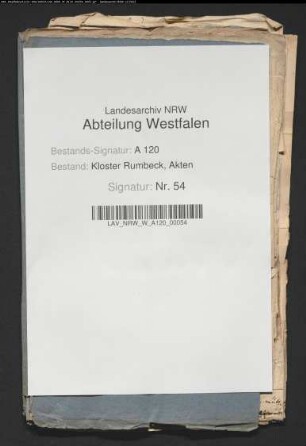 Landesarchiv NRW
Abteilung Westfalen
Bestands-Signatur: A 120
Bestand: Kloster Rumbeck, Akten
Signatur: Nr. 54
LAV_NRW_W_A120_00054